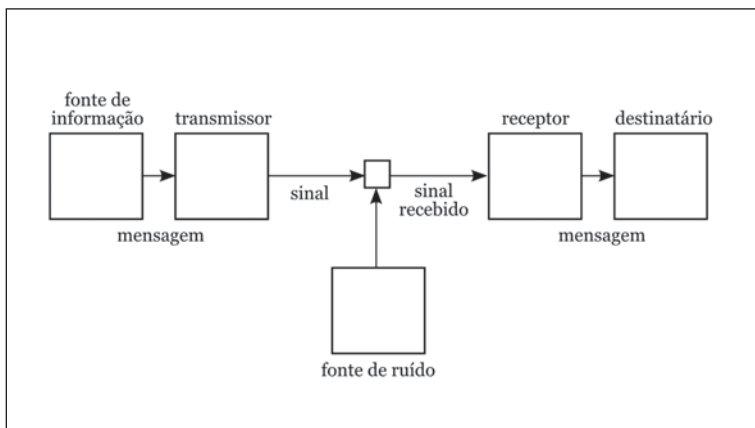 fonte de
informação
transmissor
receptor
destinatário
sinal
sinal
recebido
mensagem
mensagem
fonte de ruído